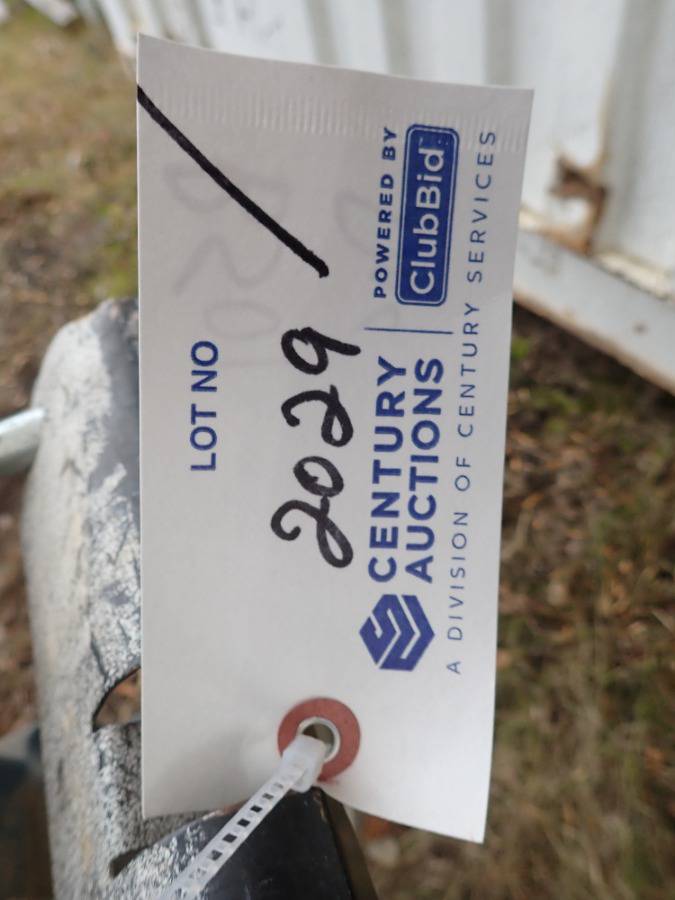 LOT NO
2029
CENTURY
AUCTIONS
POWERED BY
ClubBid
A DIVISION OF CENTURY SERVICES